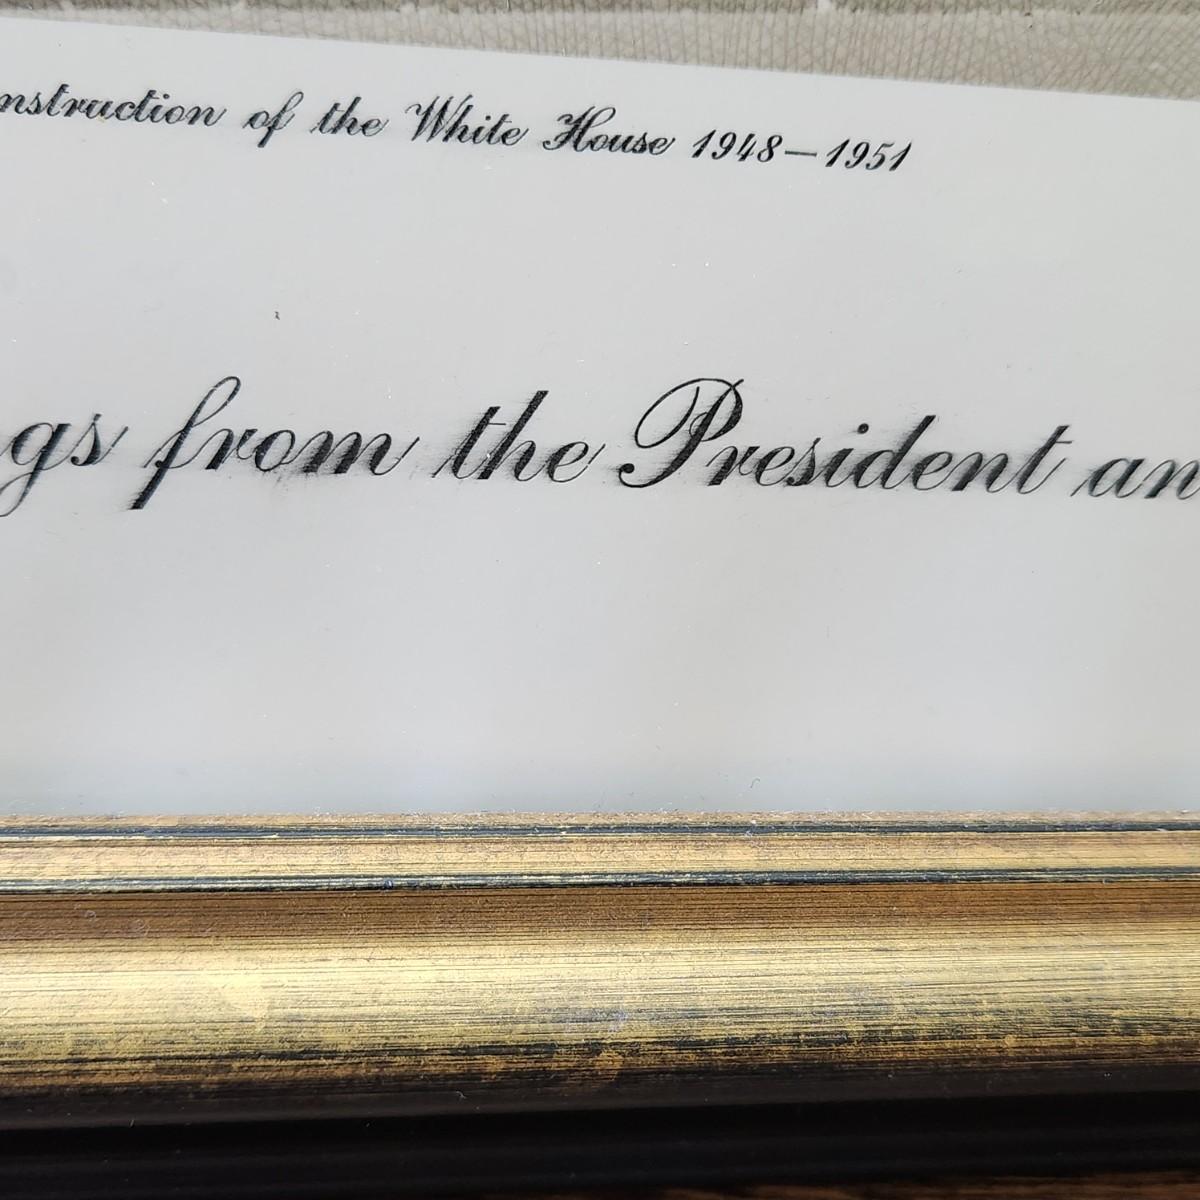 nstruction of the White House 1948–1951
gs from the President an